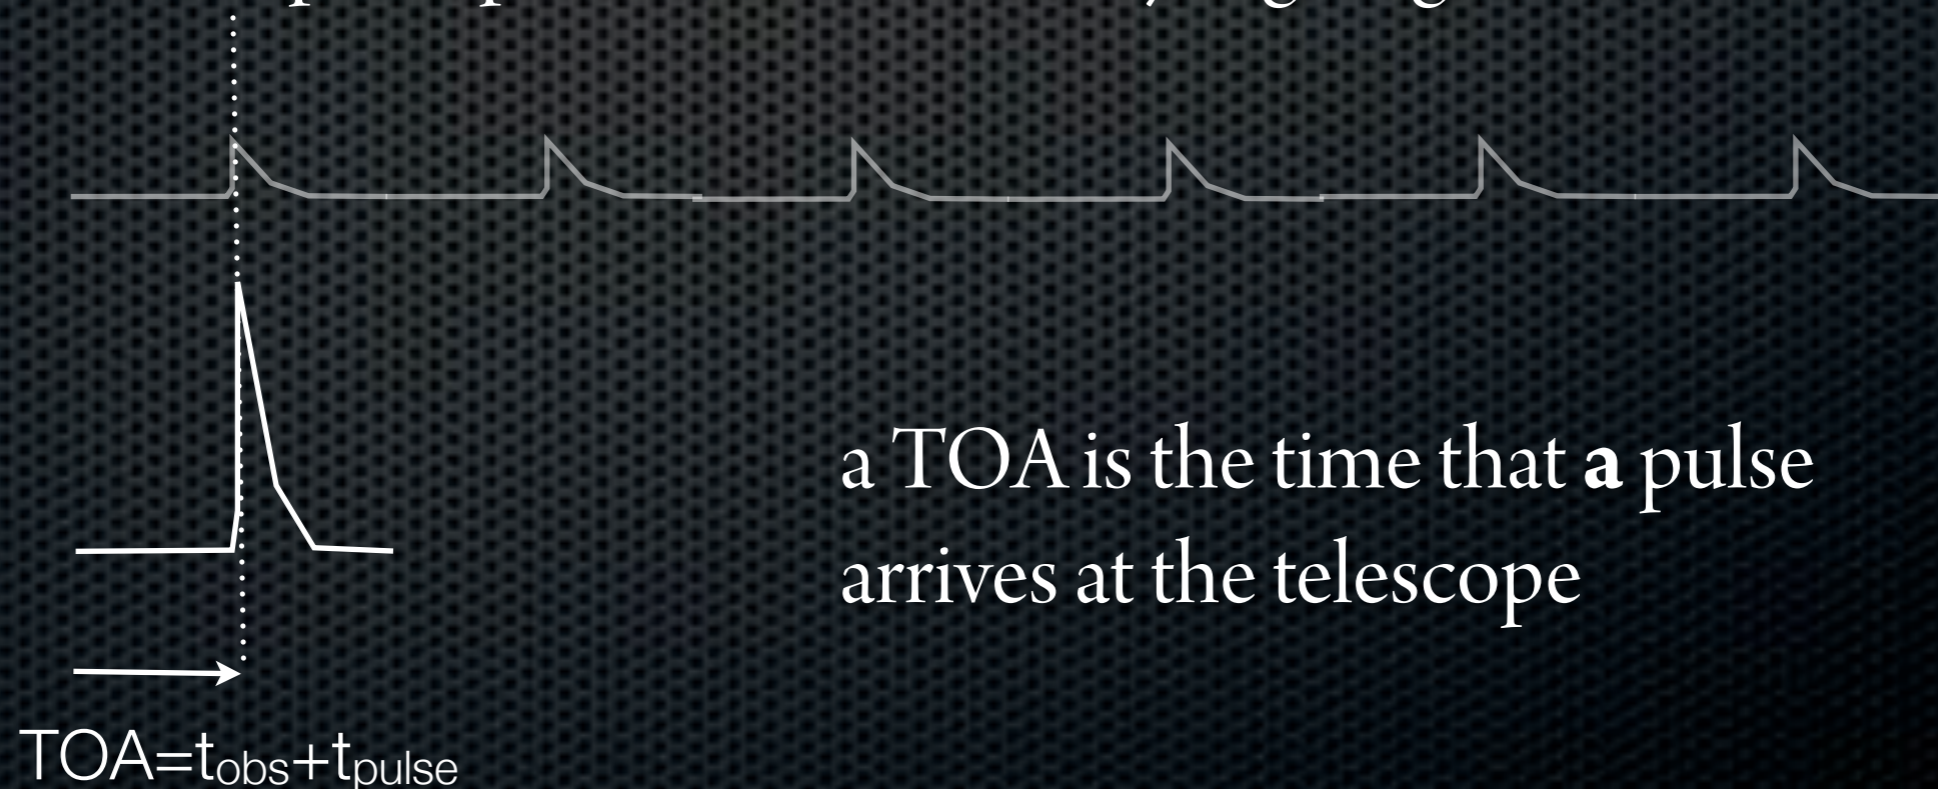 a TOA is the time that a pulse
arrives at the telescope
TOA=tobs+tpulse